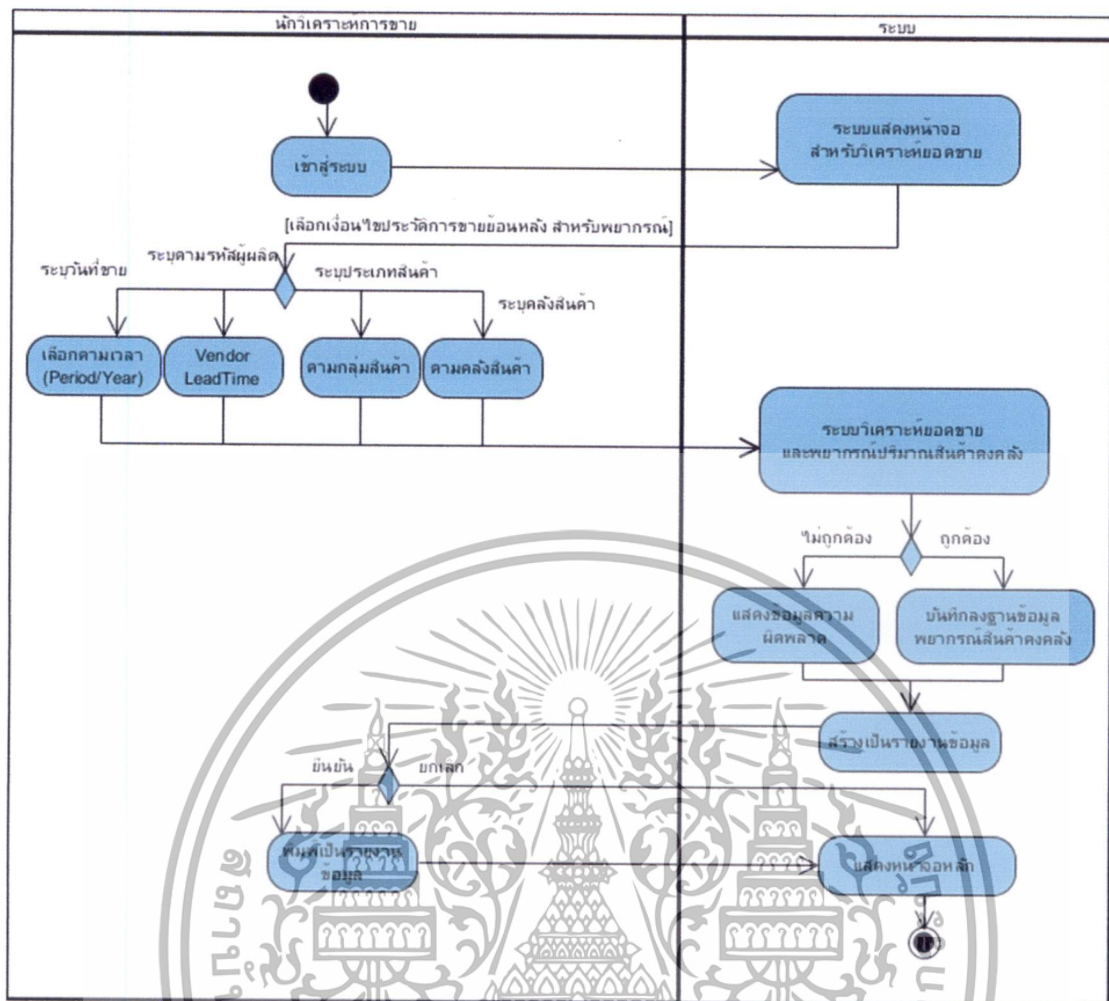 นักวิเคราะห์การขาย
ระบบ
เข้าสู่ระบบ
ระบบแสดงหน้าจอ
สำหรับวิเคราะห์ยอดขาย
[เลือกเงื่อนไขประวัติการขายย้อนหลัง สำหรับพยากรณ์]
ระบุตามรหัสผู้ผลิต
ระบุวันที่ขาย
ระบุประเภทสินค้า
ระบุคลังสินค้า
เลือกตามเวลา
(Period/Year)
Vendor
LeadTime
ตามกลุ่มสินค้า
ตามคลังสินค้า
ระบบวิเคราะห์ยอดขาย
และพยากรณ์ปริมาณสินค้าคงคลัง
ไม่ถูกต้อง
ถูกต้อง
แสดงข้อมูลความ
ผิดพลาด
บันทึกลงฐานข้อมูล
พยากรณ์สินค้าคงคลัง
สร้างเป็นรายงานข้อมูล
ยืนยัน
ยกเลิก
พิมพ์เป็นรายงาน
ข้อมูล
แสดงหน้าจอหลัก